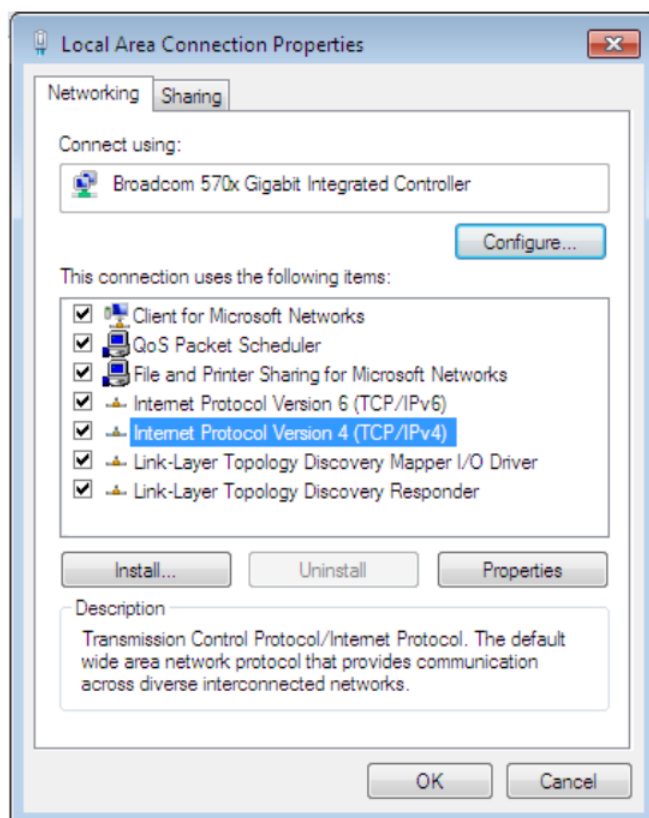 Local Area Connection Properties
Networking
Sharing
Connect using:
Broadcom 570x Gigabit Integrated Controller
Configure...
This connection uses the following items:
Client for Microsoft Networks
QoS Packet Scheduler
File and Printer Sharing for Microsoft Networks
Internet Protocol Version 6 (TCP/IPv6)
Internet Protocol Version 4 (TCP/IPv4)
Link-Layer Topology Discovery Mapper I/O Driver
Link-Layer Topology Discovery Responder
Install...
Uninstall
Properties
Description
Transmission Control Protocol/Internet Protocol. The default
wide area network protocol that provides communication
across diverse interconnected networks.
OK
Cancel